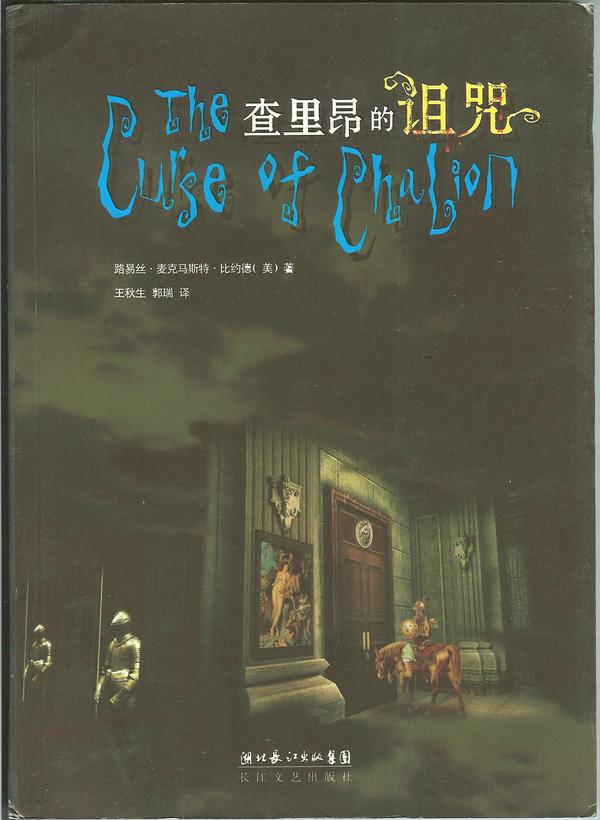 The 查里昂的诅咒
Curse of Chalion
路易丝·麦克马斯特·比约德(美)著
王秋生 郭瑞 译
湖北长江出版集团
长江文艺出版社